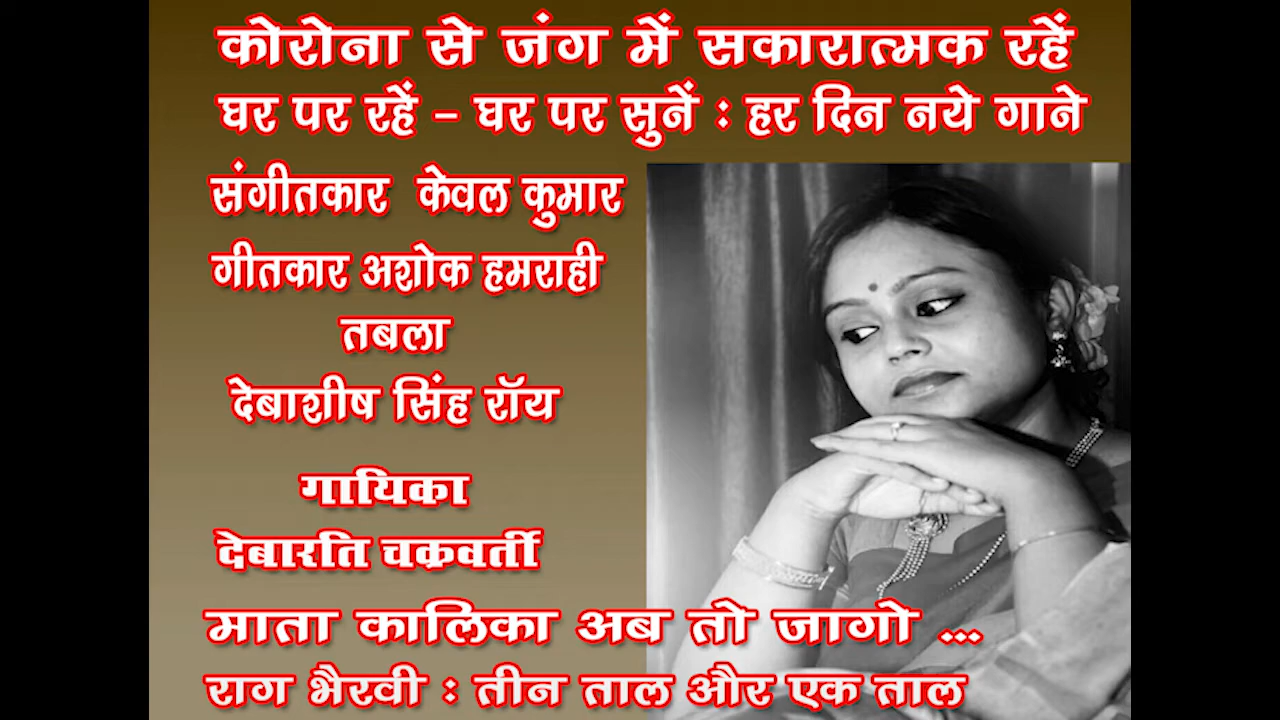 कोरोना से जंग में सकारात्मक रहें
घर पर रहें – घर पर सुनें : हर दिन नये गाने
संगीतकार केवल कुमार
गीतकार अशोक हमराही
तबला
देबाशीष सिंह रॉय
गायिका
देबारति चक्रवर्ती
माता कालिका अब तो जागो ...
राग भैरवी : तीन ताल और एक ताल